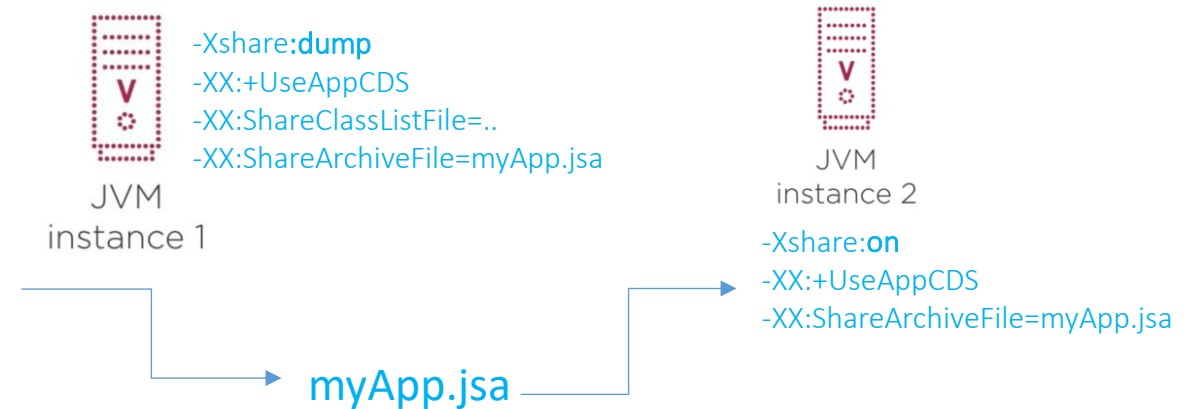 -Xshare:dump
-XX:+UseAppCDS
-XX:ShareClassListFile=..
-XX:ShareArchiveFile=myApp.jsa
V
JVM
instance 1
V
JVM
instance 2
-Xshare:on
-XX:+UseAppCDS
-XX:ShareArchiveFile=myApp.jsa
myApp.jsa